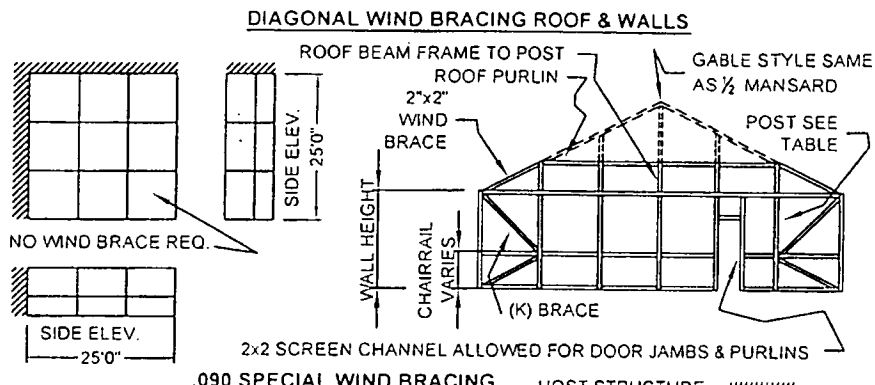 DIAGONAL WIND BRACING ROOF & WALLS
ROOF BEAM FRAME TO POST
ROOF PURLIN
2"x2"
WIND
BRACE
GABLE STYLE SAME
AS ½ MANSARD
POST SEE
TABLE
SIDE ELEV.
25'0"
NO WIND BRACE REQ.
WALL HEIGHT
CHAIRRAIL
VARIES
(K) BRACE
SIDE ELEV.
25'0"
2x2 SCREEN CHANNEL ALLOWED FOR DOOR JAMBS & PURLINS
.090 SPECIAL WIND BRACING
HOST STRUCTURE